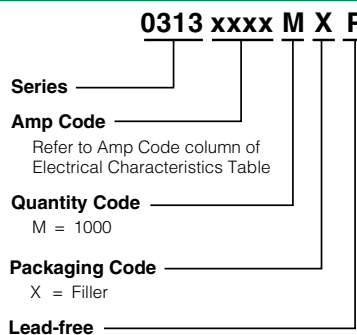 0313 xxxx M X P
Series
Amp Code
Refer to Amp Code column of
Electrical Characteristics Table
Quantity Code
M = 1000
Packaging Code
X = Filler
Lead-free